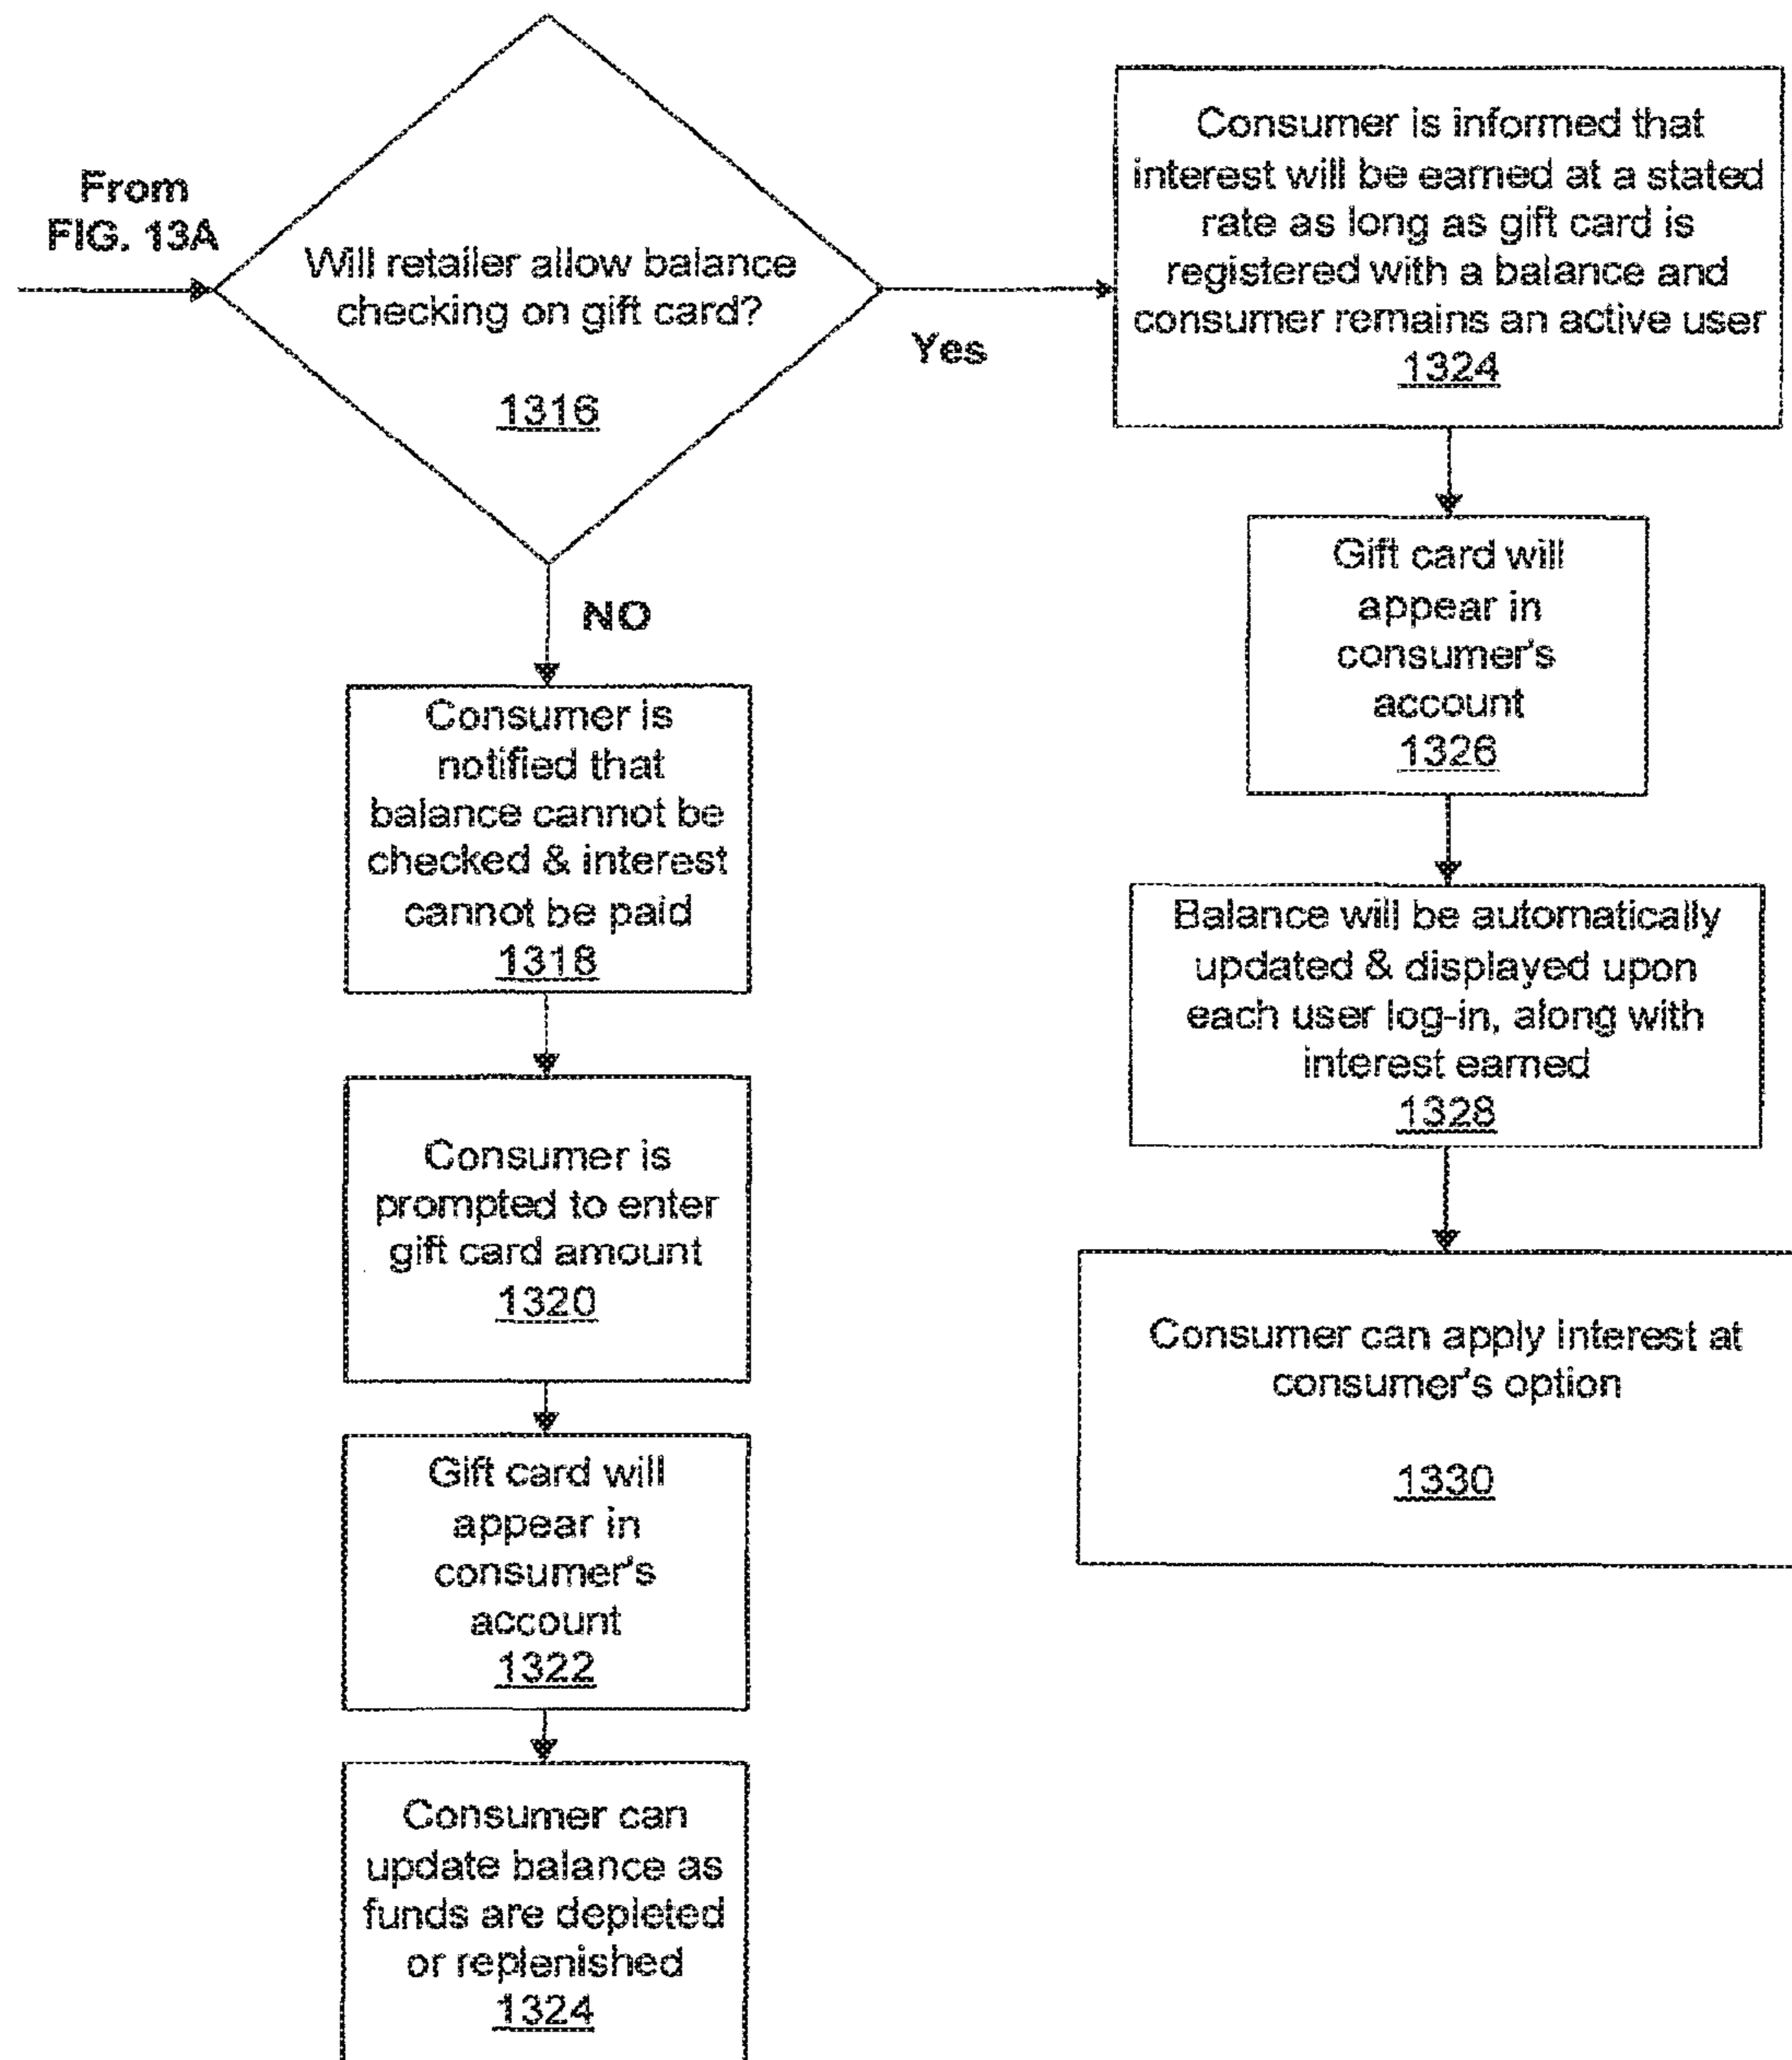 From
FIG. 13A
Will retailer allow balance
checking on gift card?
1316
Yes
NO
Consumer is
notified that
balance cannot be
checked & interest
cannot be paid
1318
Consumer is
prompted to enter
gift card amount
1320
Gift card will
appear in
consumer's
account
1322
Consumer can
update balance as
funds are depleted
or replenished
1324
Consumer is informed that
interest will be earned at a stated
rate as long as gift card is
registered with a balance and
consumer remains an active user
1324
Gift card will
appear in
consumer's
account
1326
Balance will be automatically
updated & displayed upon
each user log-in, along with
interest earned
1328
Consumer can apply interest at
consumer's option
1330